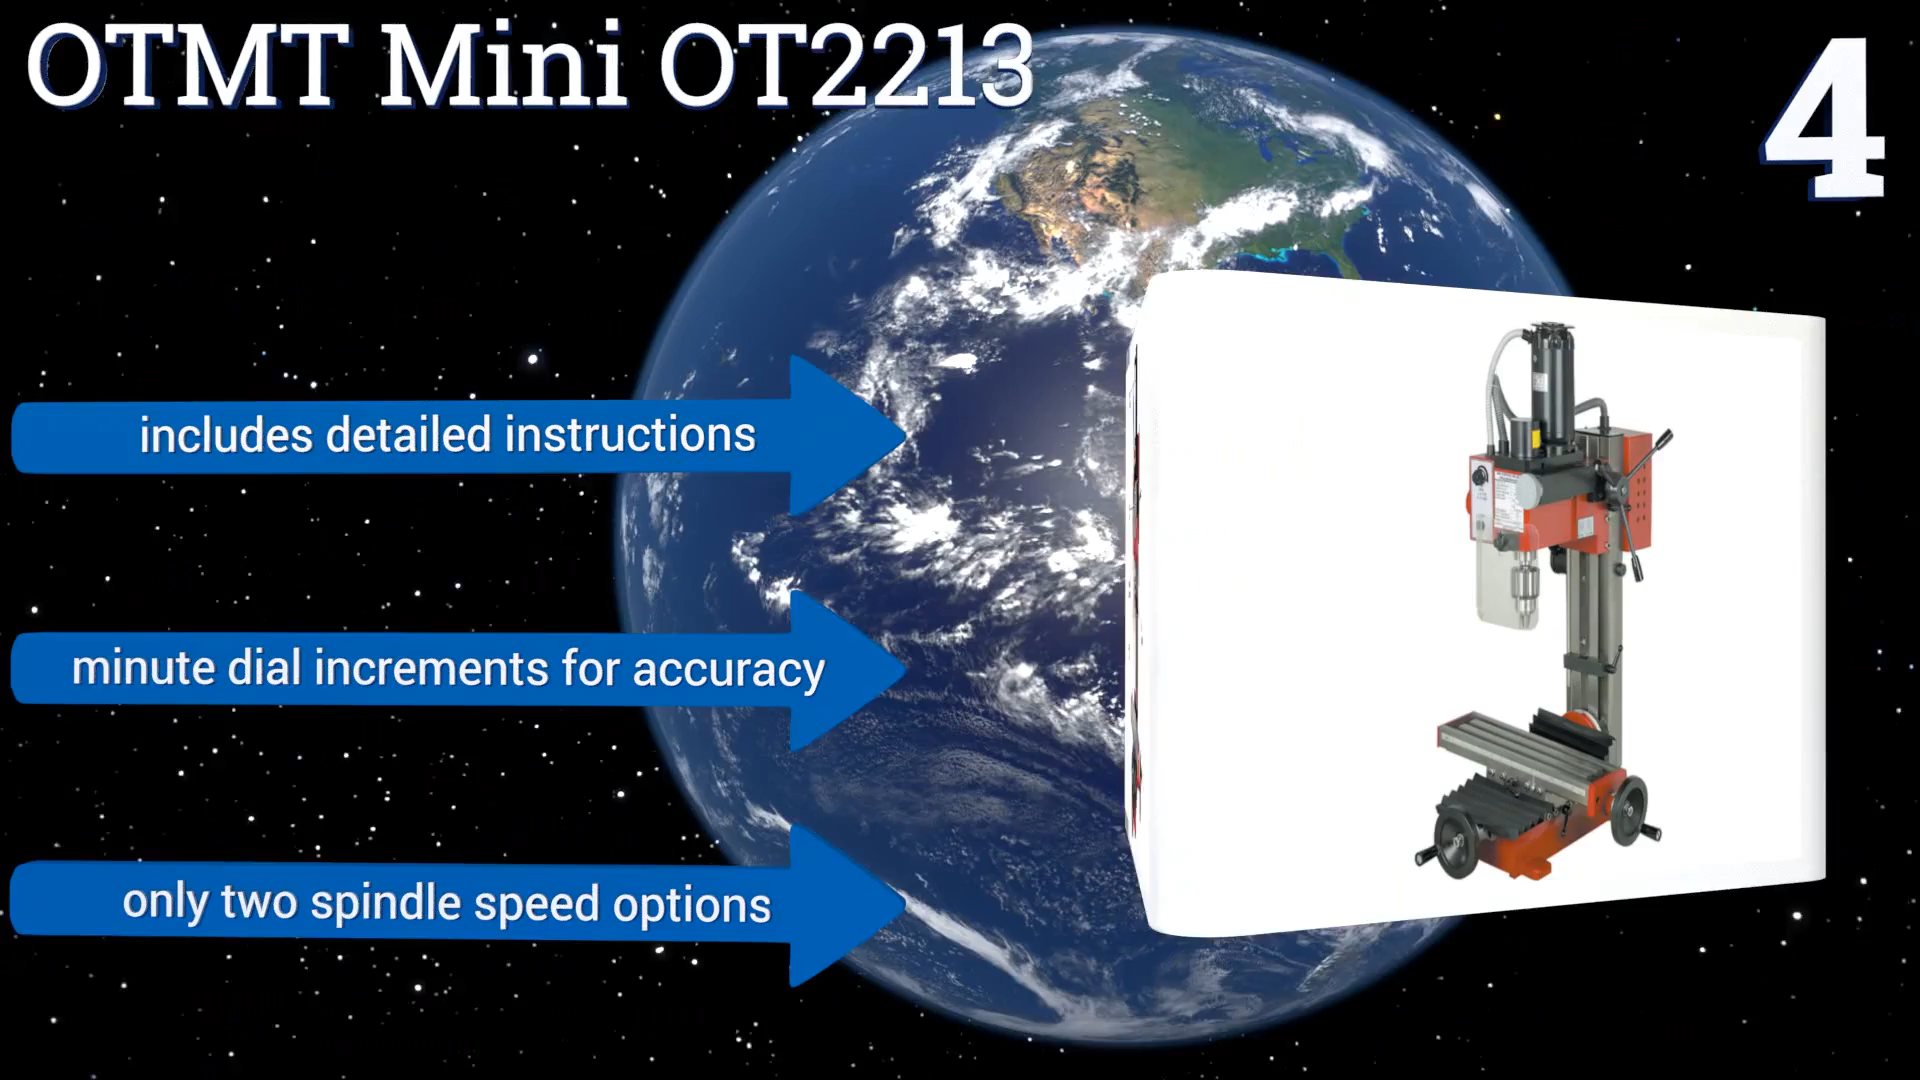 OTMT Mini OT2213
4
includes detailed instructions
minute dial increments for accuracy
only two spindle speed options